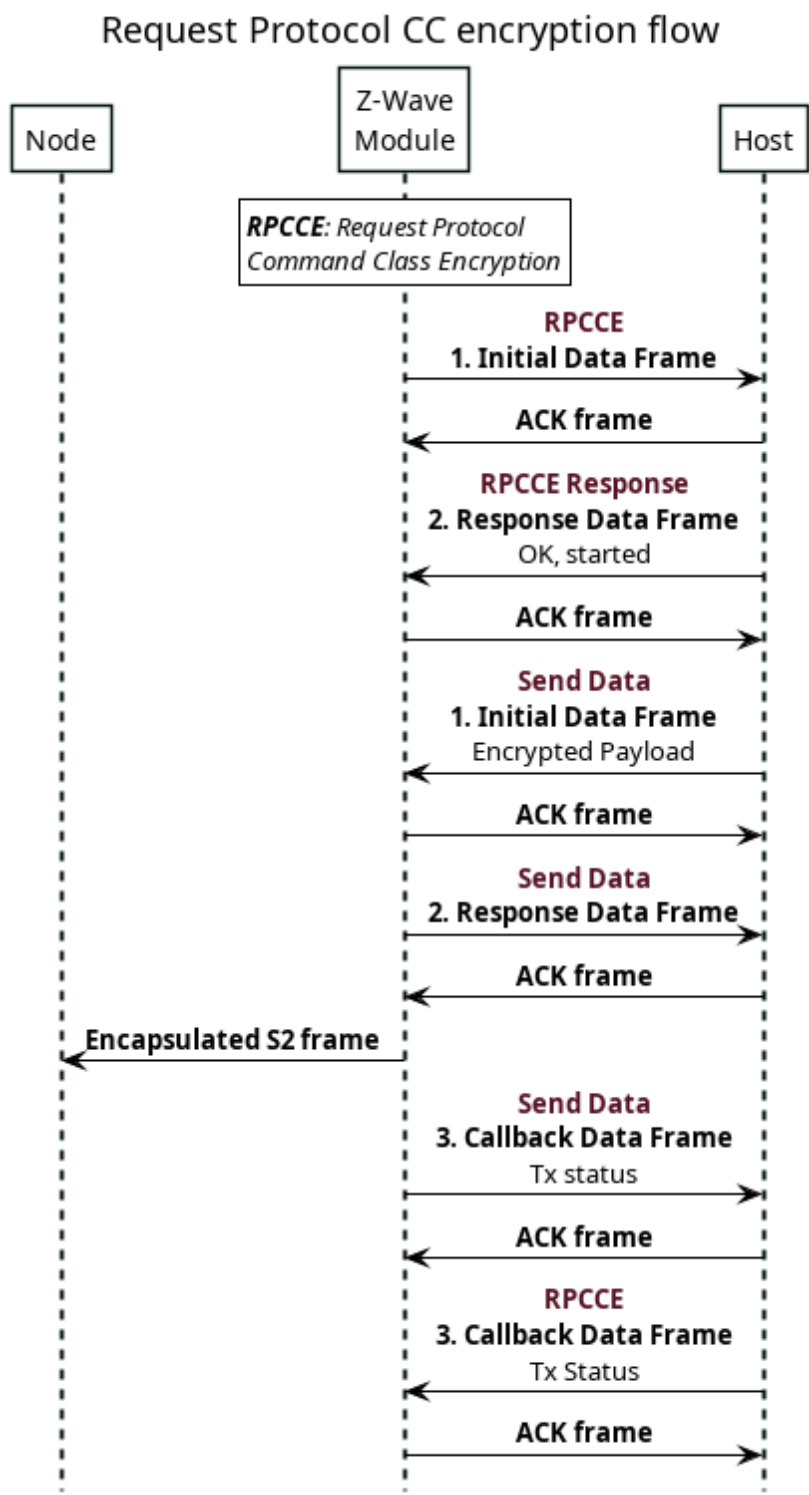 Request Protocol CC encryption flow
Node
Z-Wave
Module
Host
RPCCE: Request Protocol
Command Class Encryption
RPCCE
1. Initial Data Frame
ACK frame
RPCCE Response
2. Response Data Frame
OK, started
ACK frame
Send Data
1. Initial Data Frame
Encrypted Payload
ACK frame
Send Data
2. Response Data Frame
ACK frame
Encapsulated S2 frame
Send Data
3. Callback Data Frame
Tx status
ACK frame
RPCCE
3. Callback Data Frame
Tx Status
ACK frame